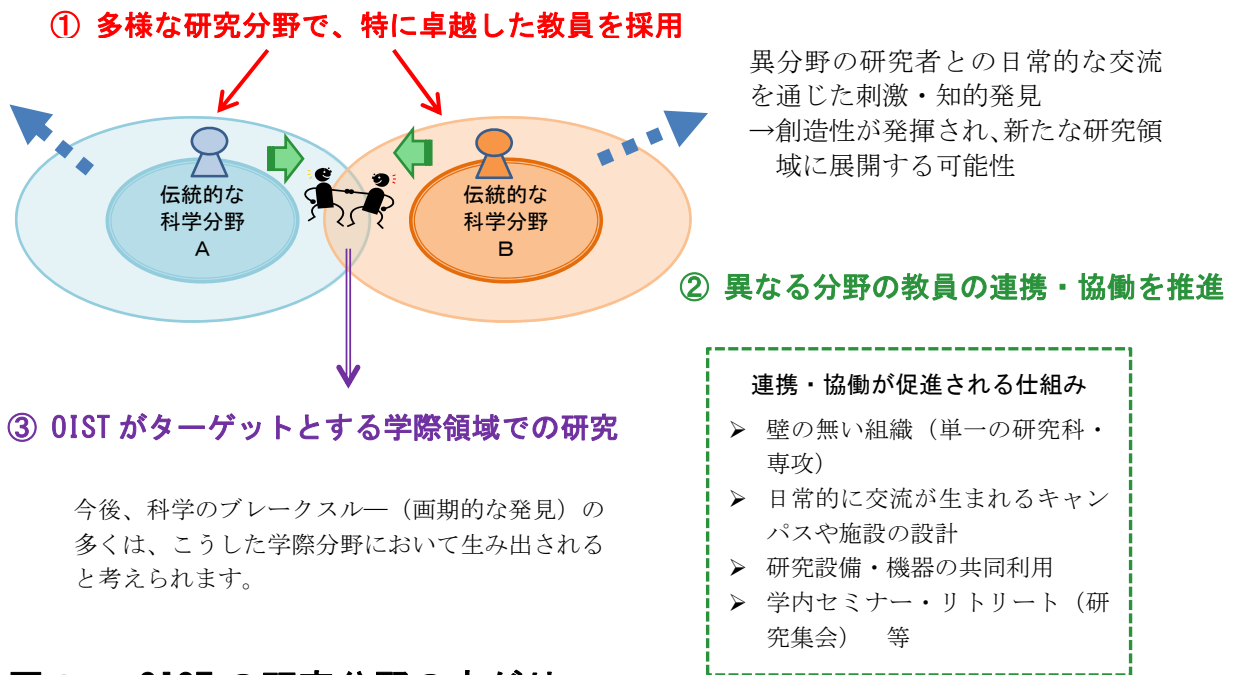 ① 多様な研究分野で、特に卓越した教員を採用
異分野の研究者との日常的な交流
を通じた刺激・知的発見
→創造性が発揮され、新たな研究領
域に展開する可能性
伝統的な
科学分野
A
伝統的な
科学分野
B
② 異なる分野の教員の連携・協働を推進
連携・協働が促進される仕組み
➢ 壁の無い組織（単一の研究科・
専攻）
➢ 日常的に交流が生まれるキャン
パスや施設の設計
➢ 研究設備・機器の共同利用
➢ 学内セミナー・リトリート（研
究集会）　等
③ OIST がターゲットとする学際領域での研究
今後、科学のブレークスル―（画期的な発見）の
多くは、こうした学際分野において生み出される
と考えられます。
OIST の研究分野の広がり